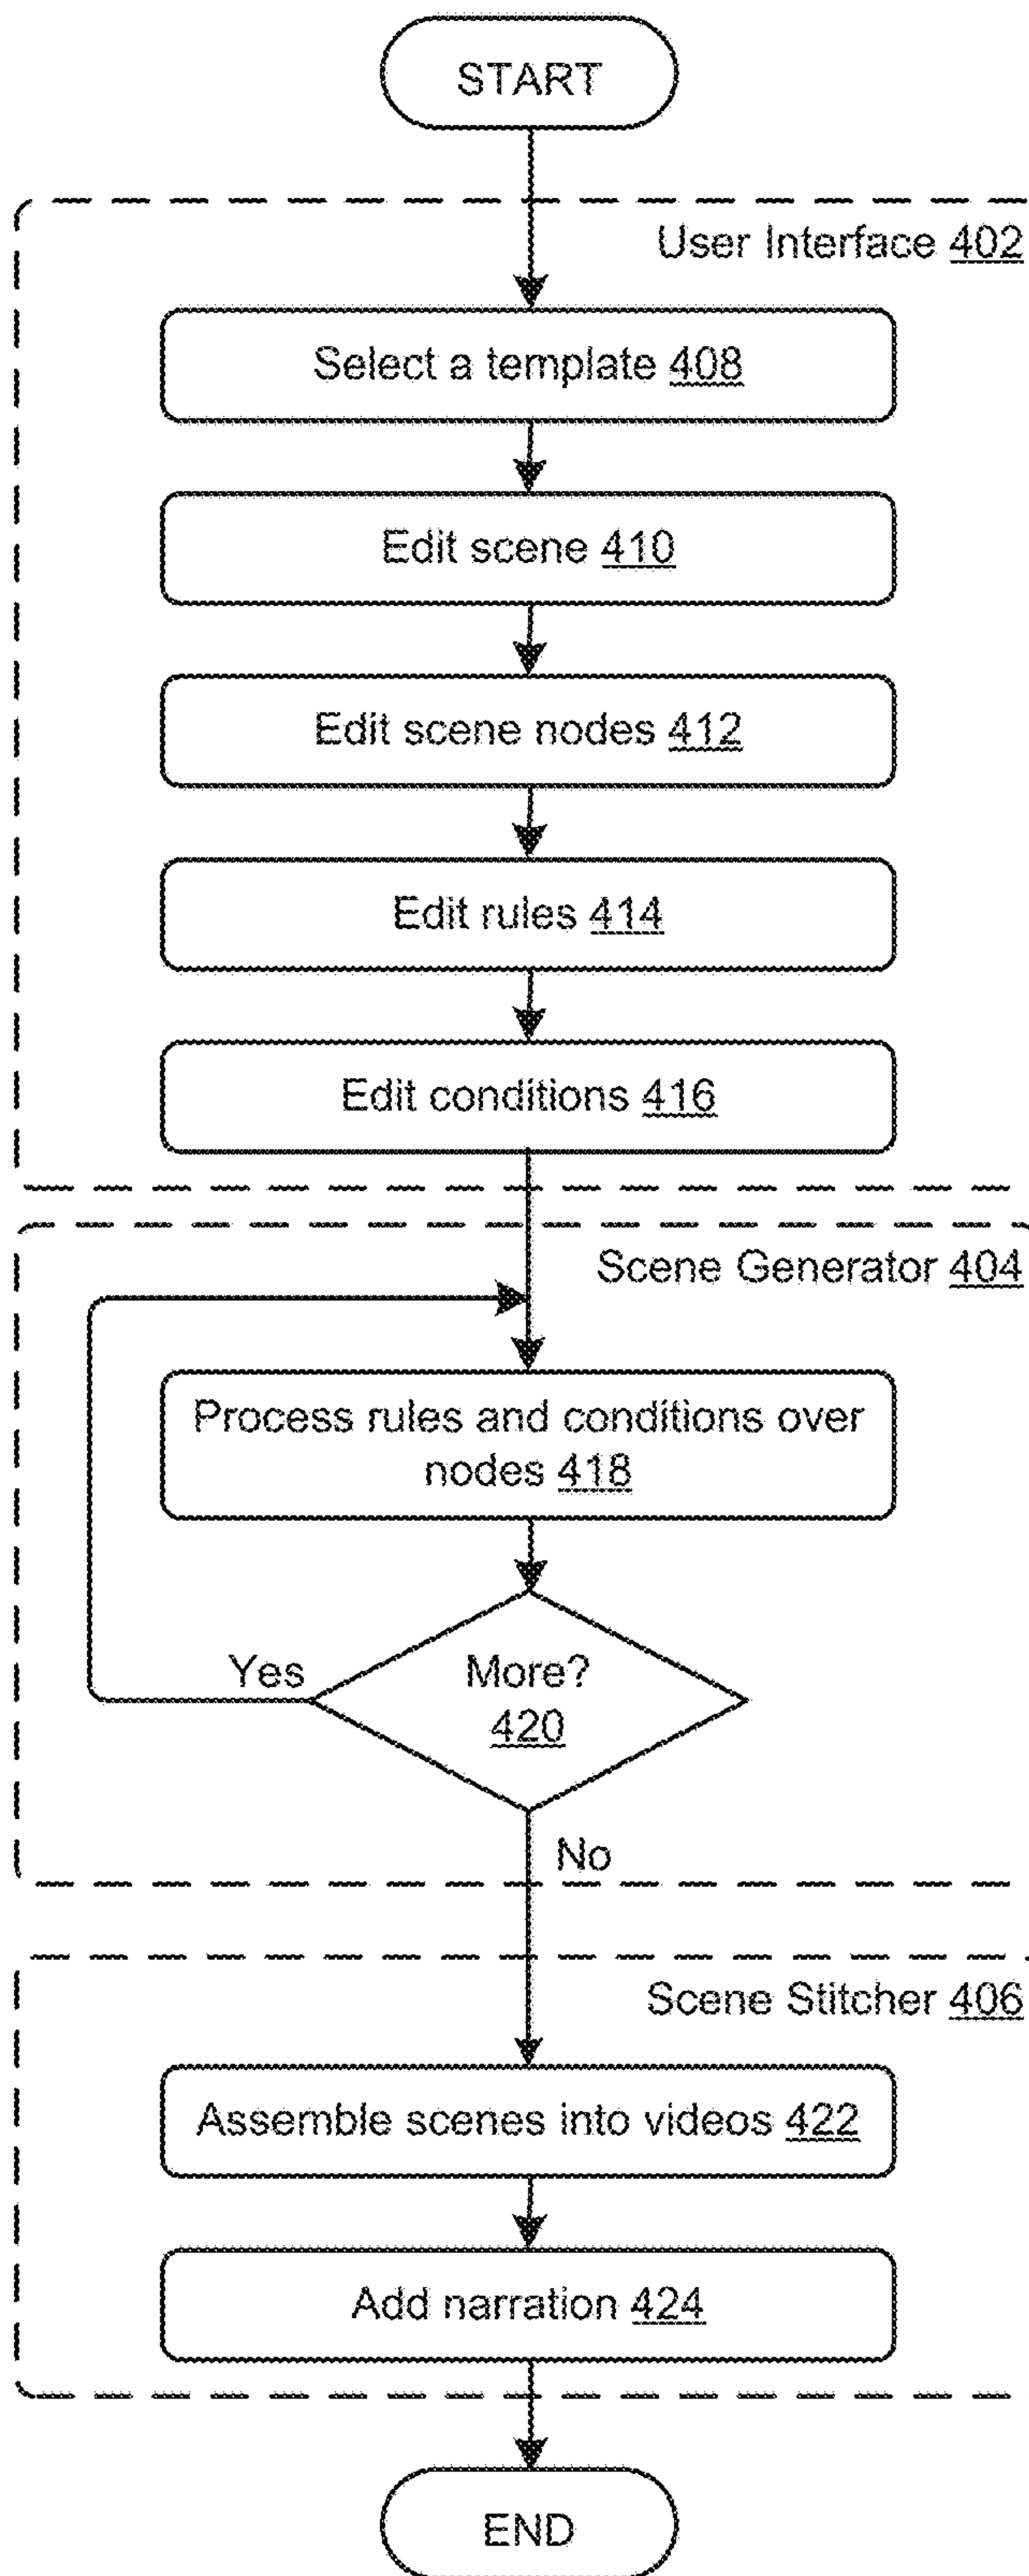 START
User Interface 402
Select a template 408
Edit scene 410
Edit scene nodes 412
Edit rules 414
Edit conditions 416
Scene Generator 404
Process rules and conditions over
nodes 418
Yes
More?
420
No
Scene Stitcher 406
Assemble scenes into videos 422
Add narration 424
END